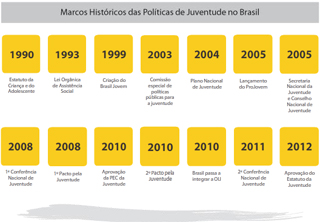 Marcos Históricos das Políticas de Juventude no Brasil
1990
1993
1999
2003
2004
2005
2005
Estatuto da
Criança e do
Adolescente
Lei Orgânica
de Assistência
Social
Criação do
Brasil Jovem
Comissão
especial de
políticas
públicas para
a juventude
Plano Nacional
de Juventude
Lançamento
do ProJovem
Secretaria
Nacional da
Juventude
e Conselho
Nacional de
Juventude
2008
2008
2010
2010
2010
2011
2012
1ª Conferência
Nacional de
Juventude
1º Pacto pela
Juventude
Aprovação
da PEC da
Juventude
2º Pacto pela
Juventude
Brasil passa a
integrar a OIJ
2ª Conferência
Nacional de
Juventude
Aprovação do
Estatuto da
Juventude